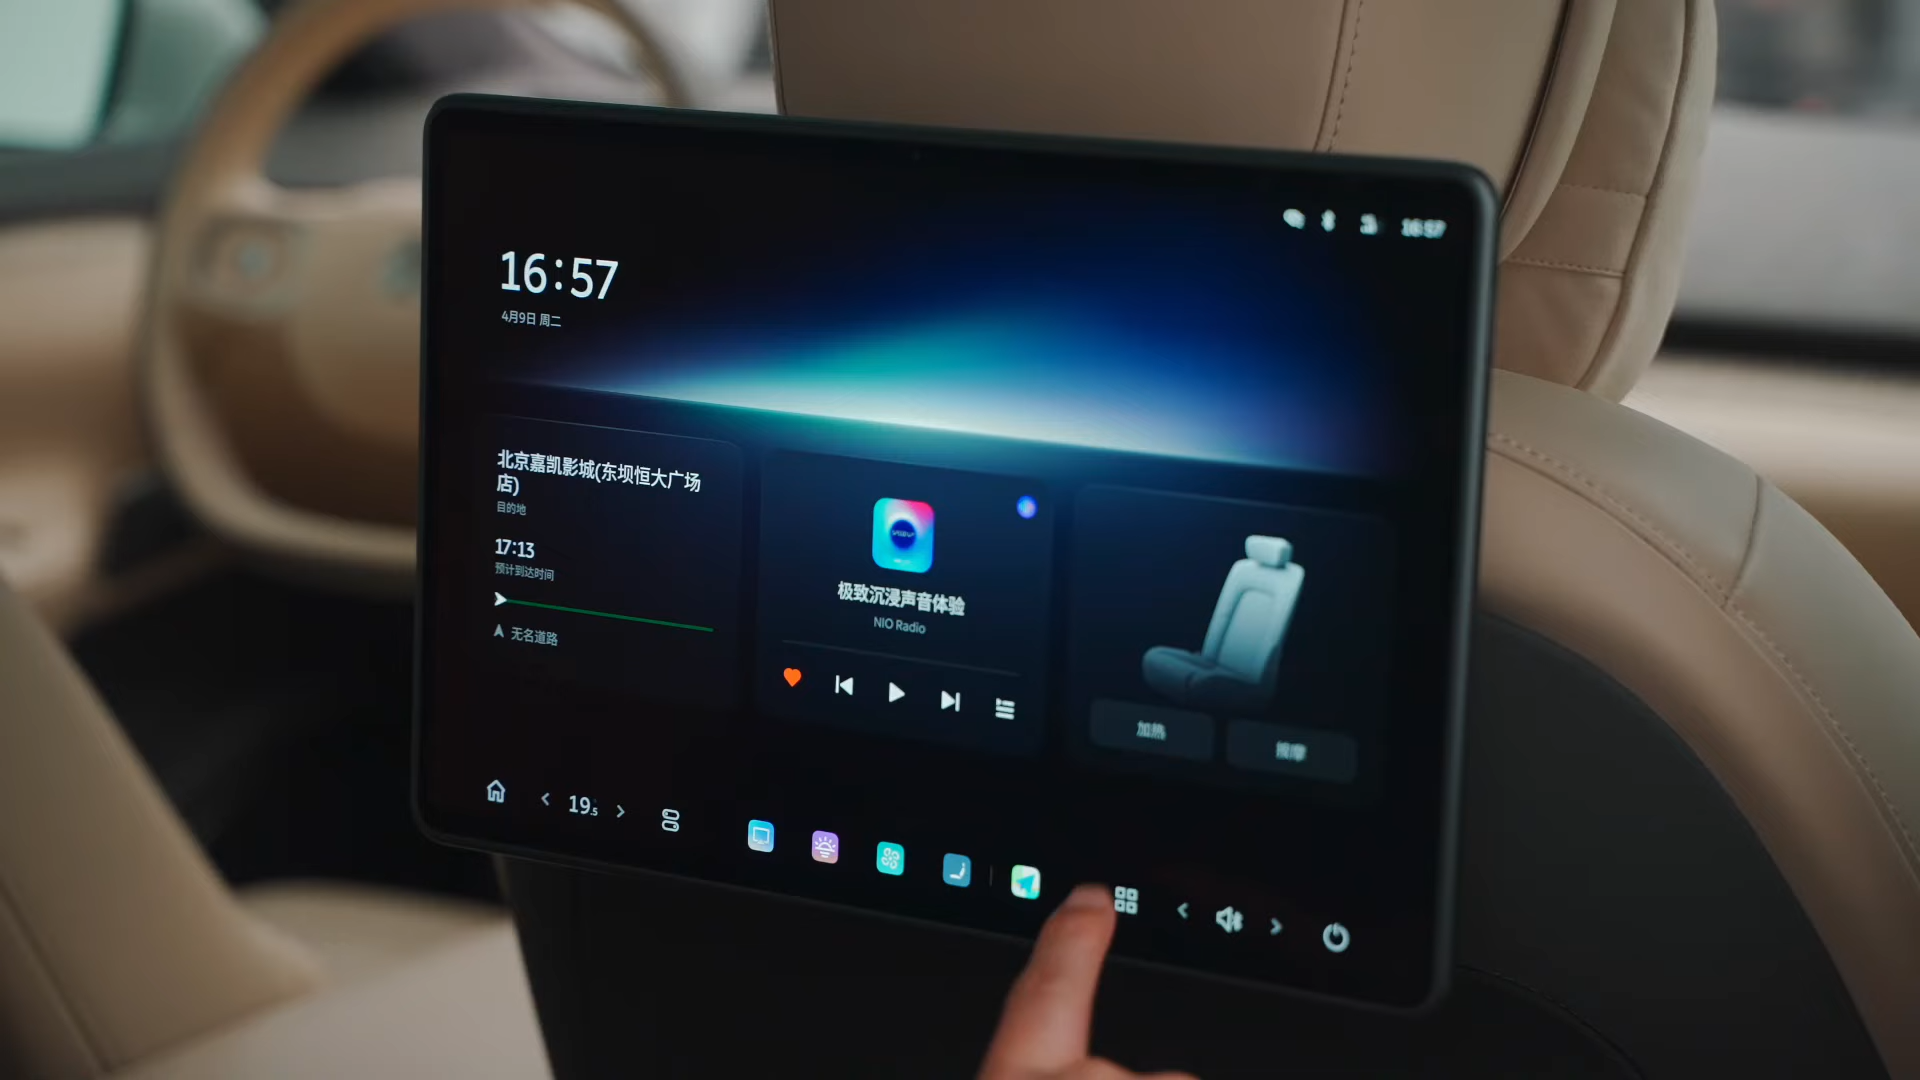 16:57
16:57
4月9日 周二
北京嘉凯影城(东坝恒大广场
店)
目的地
17:13
预计到达时间
无名道路
极致沉浸声音体验
NIO Radio
加热
按摩
19.5